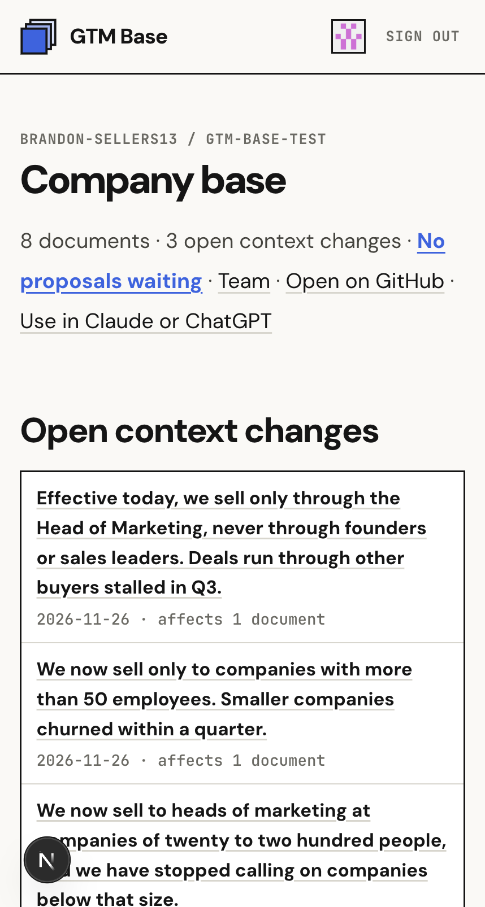 GTM Base
SIGN OUT
BRANDON-SELLERS13 / GTM-BASE-TEST
Company base
8 documents · 3 open context changes · No
proposals waiting · Team · Open on GitHub ·
Use in Claude or ChatGPT
Open context changes
Effective today, we sell only through the
Head of Marketing, never through founders
or sales leaders. Deals run through other
buyers stalled in Q3.
2026-11-26 · affects 1 document
We now sell only to companies with more
than 50 employees. Smaller companies
churned within a quarter.
2026-11-26 · affects 1 document
We now sell to heads of marketing at
mpanies of twenty to two hundred people,
N
we have stopped calling on companies
below that size.